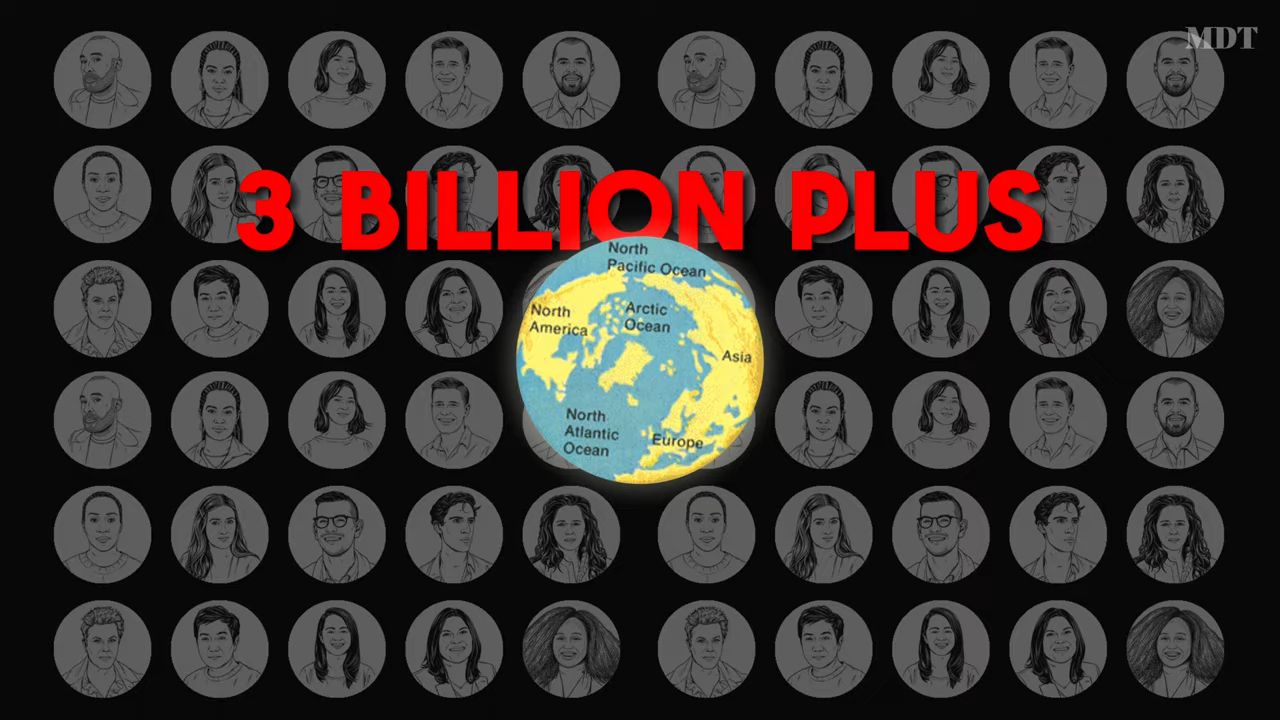 MDT
3 BILLION PLUS
North
Pacific Ocean
North
America
Arctic
Ocean
Asia
North
Atlantic
Ocean
Europe